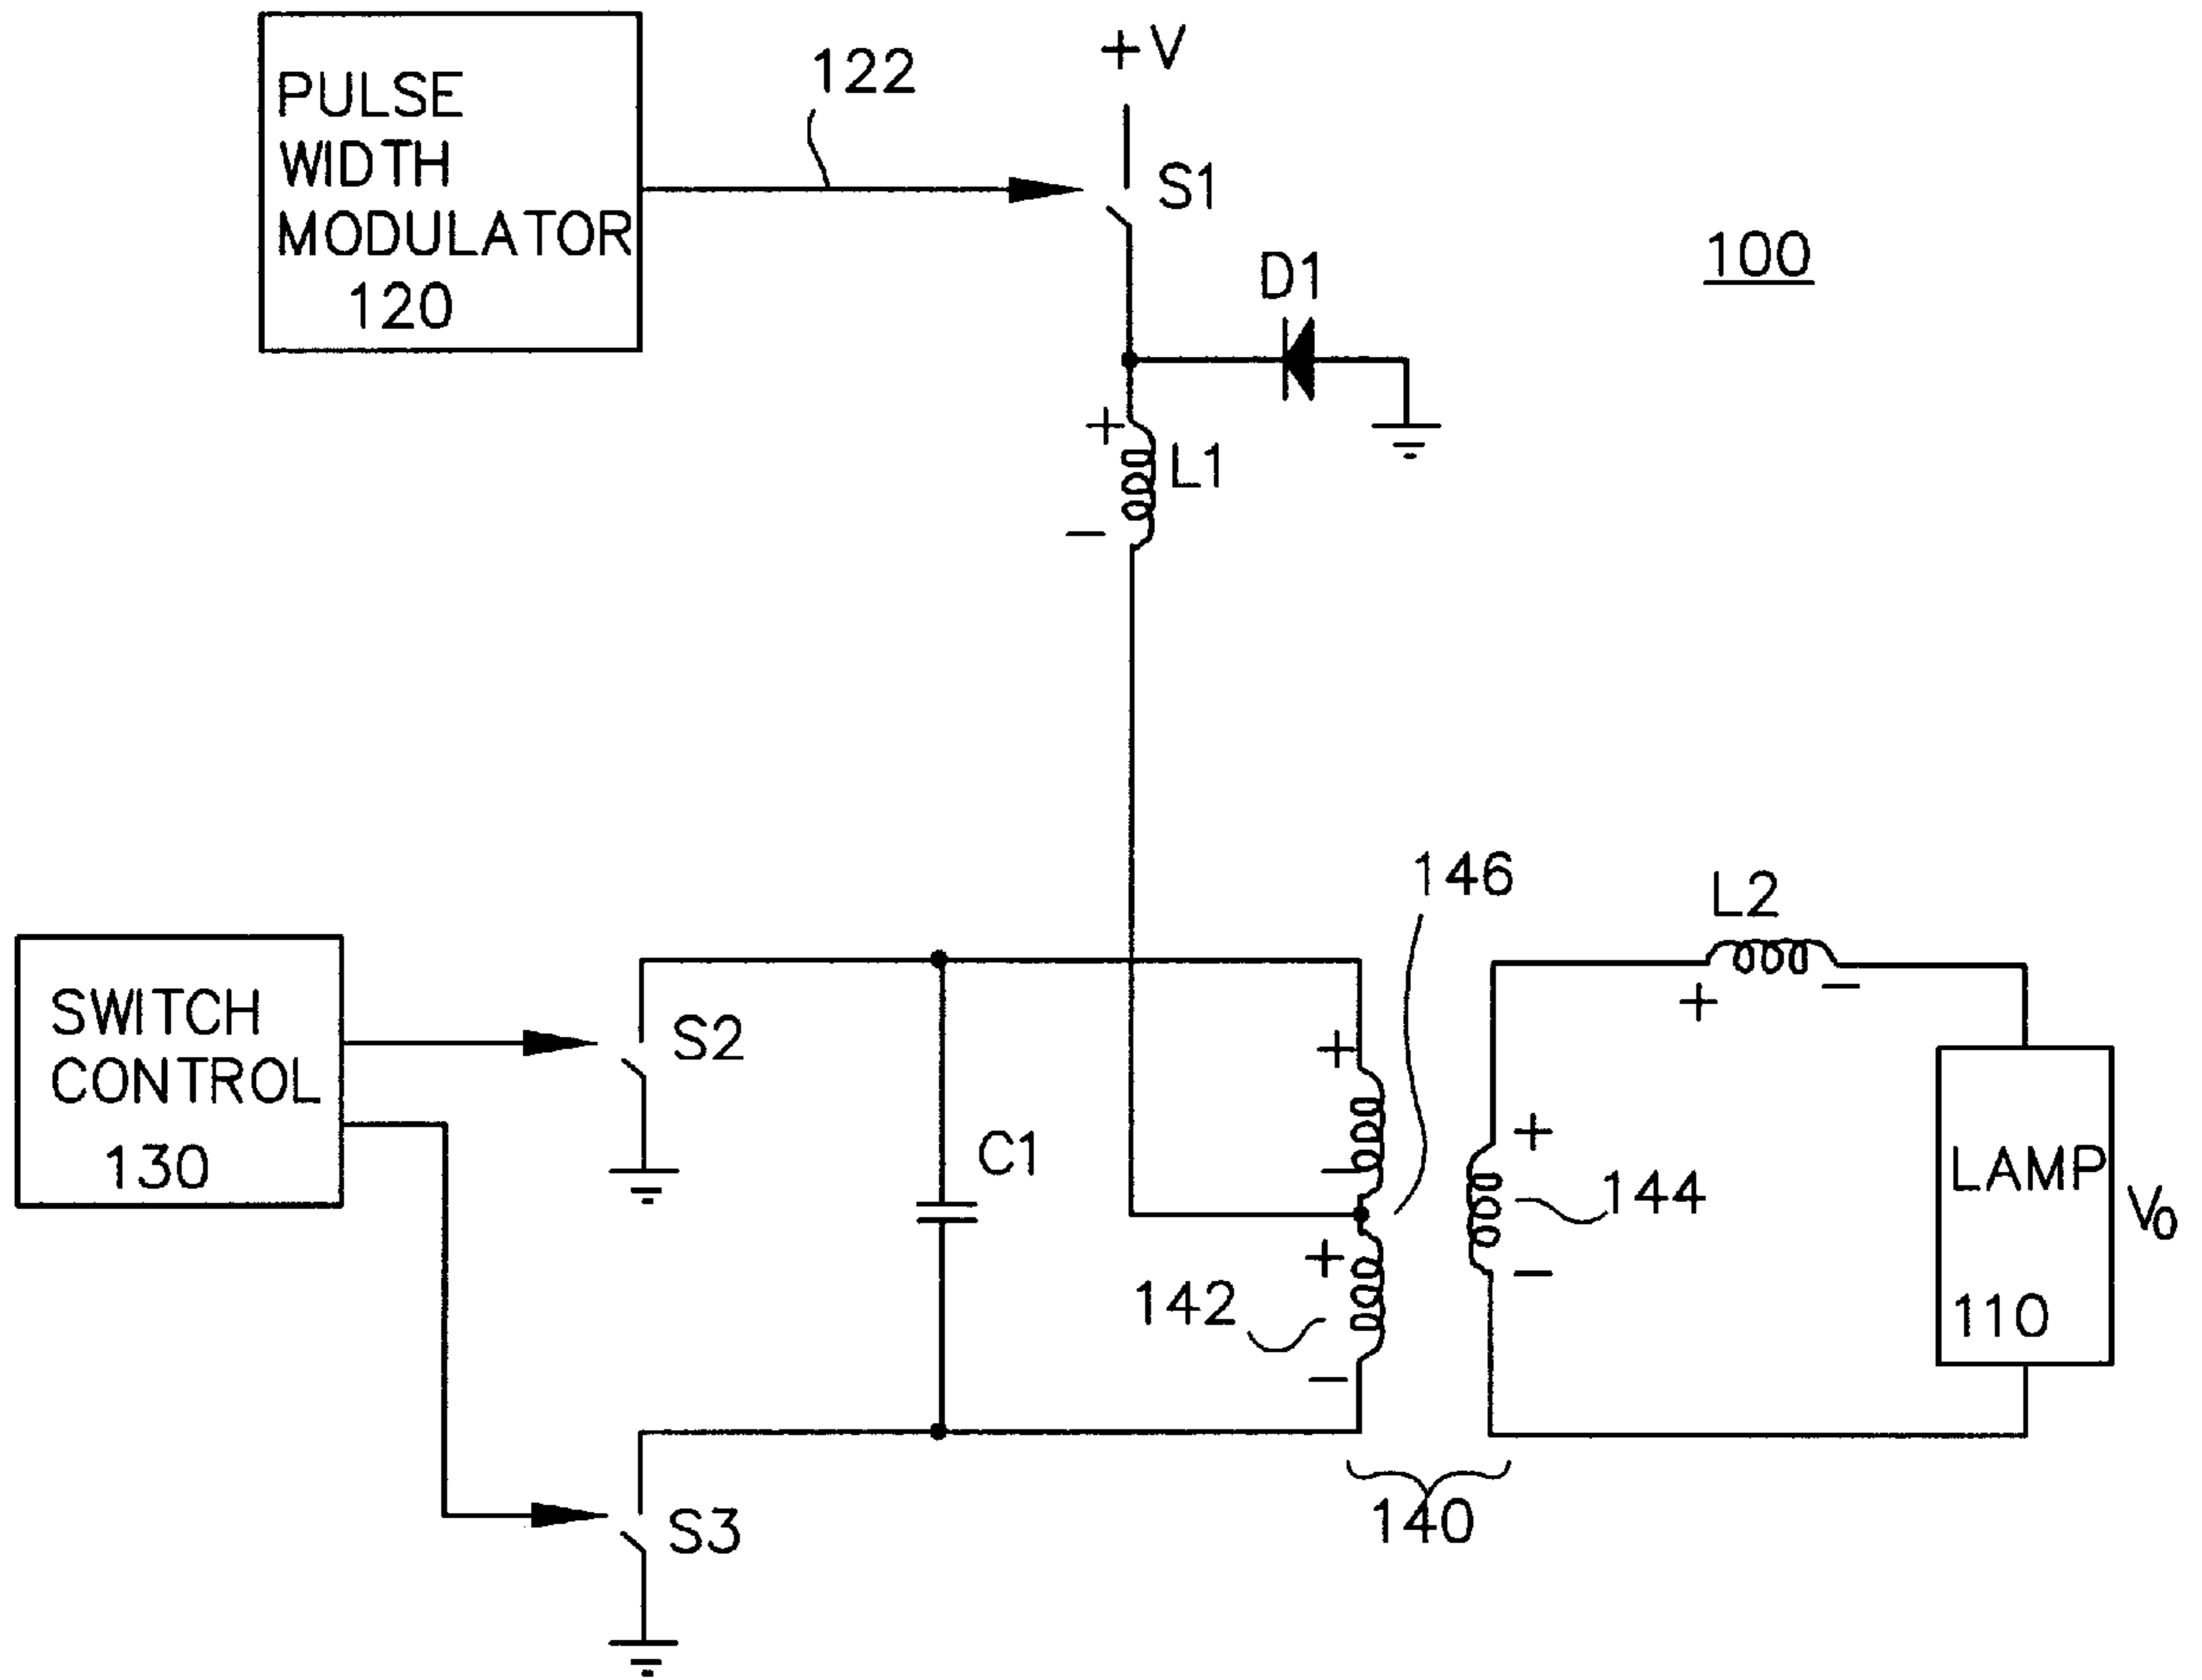 PULSE
WIDTH
MODULATOR
120
122
+V
S1
100
D1
+
L1
−
146
L2
+
−
SWITCH
CONTROL
130
S2
C1
+
−
+
142
−
+
144
−
LAMP
110
V0
S3
140